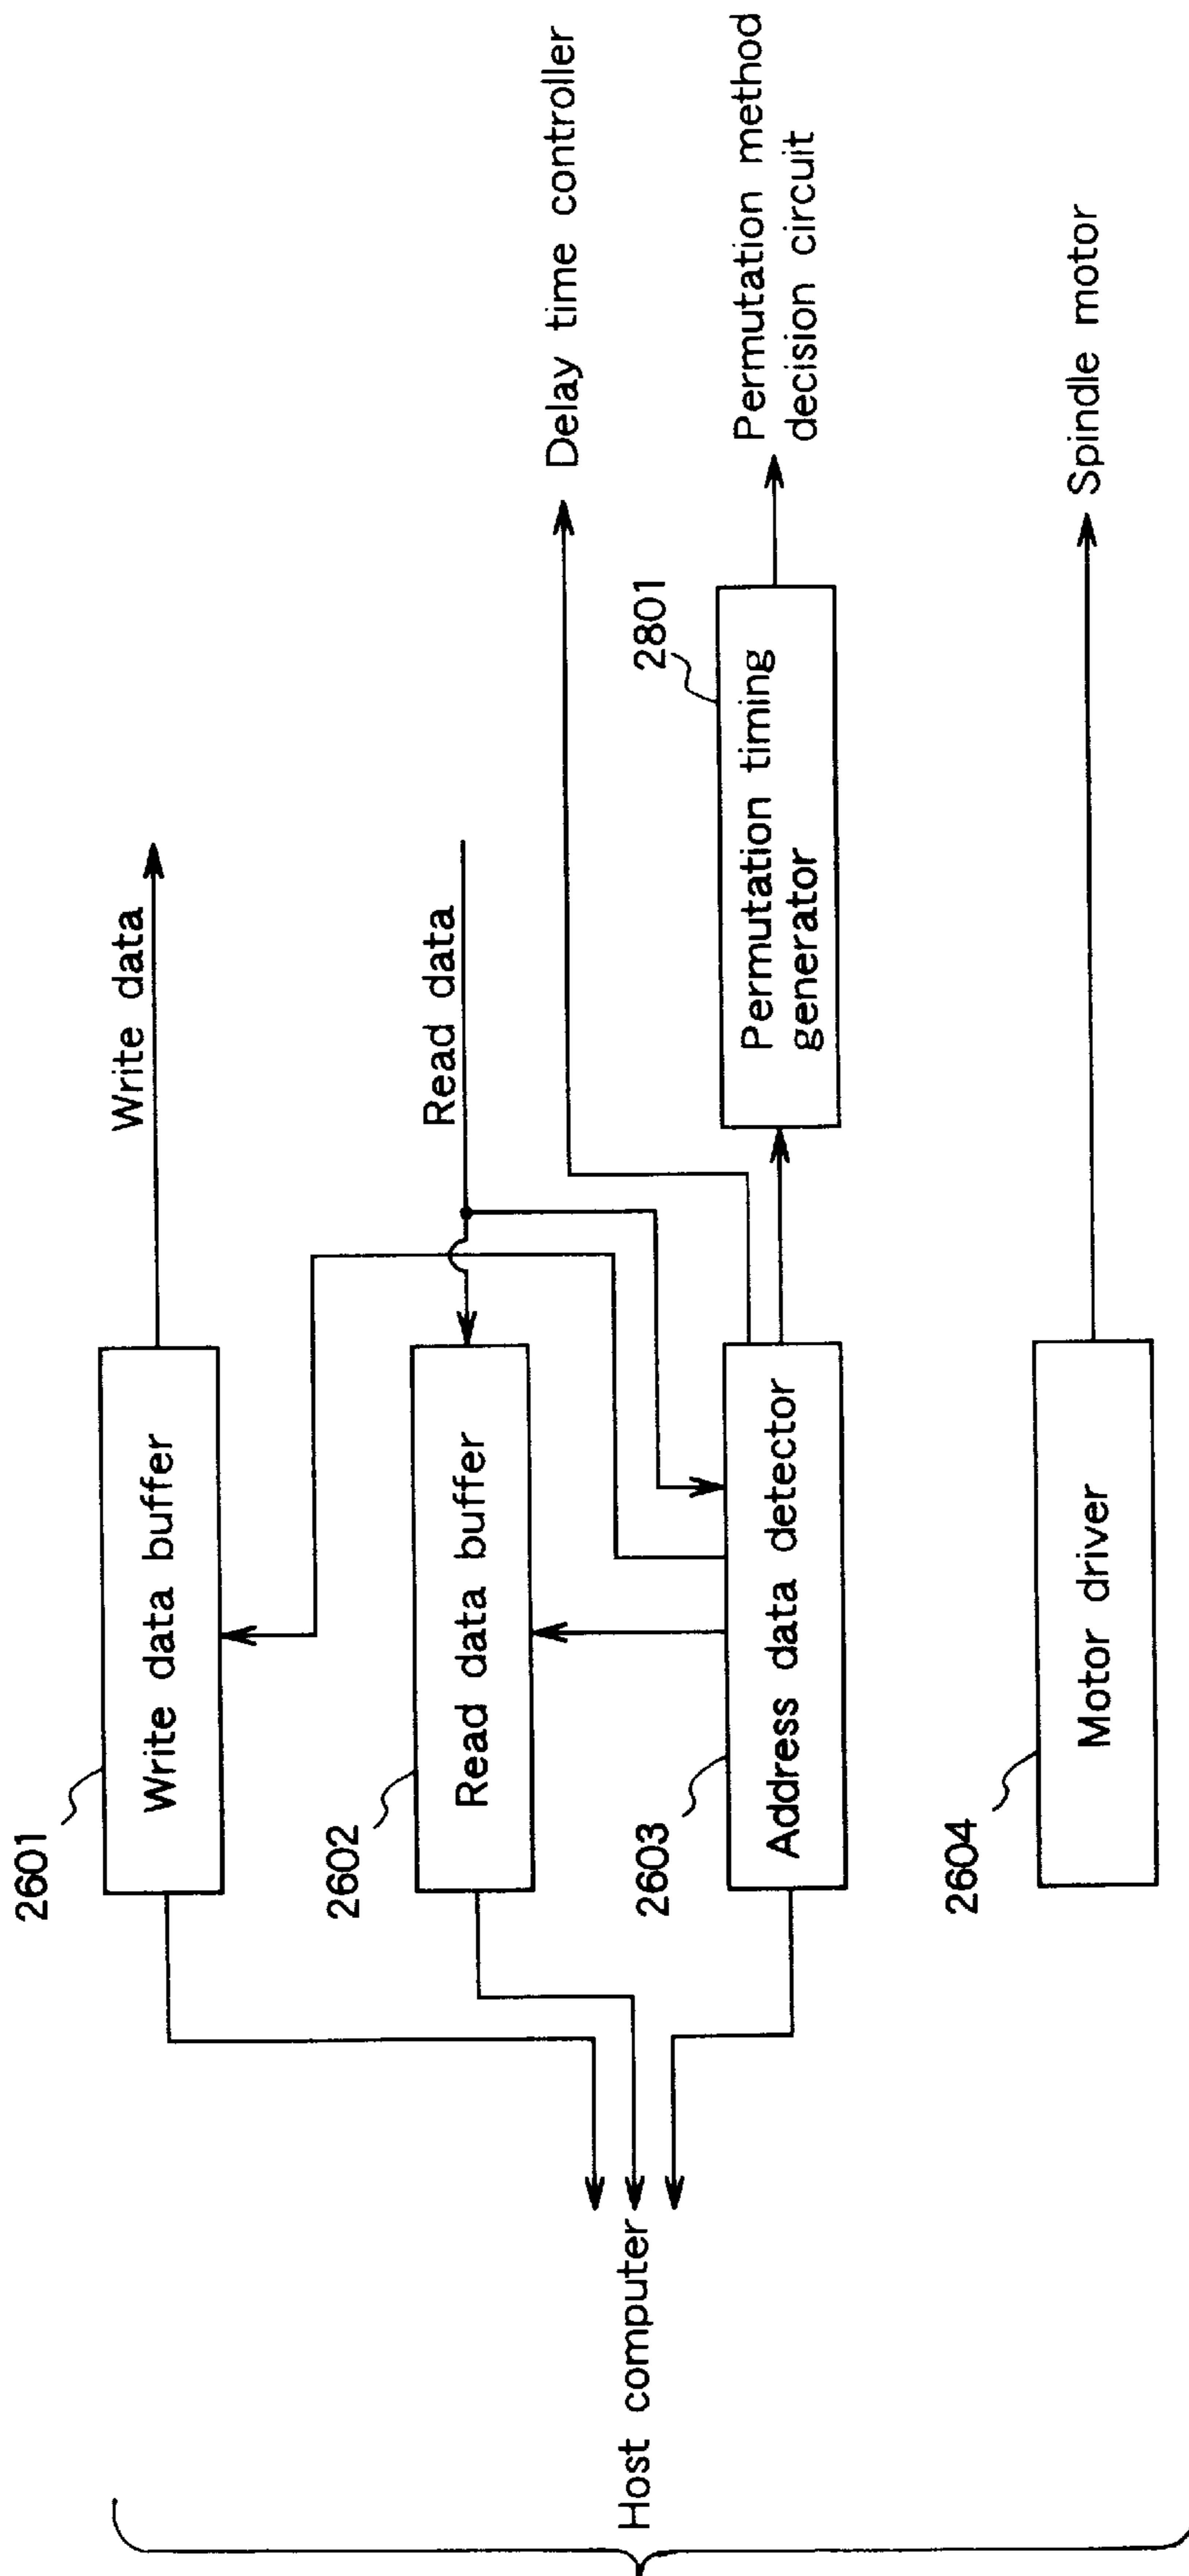 Write data
2601
Write data buffer
Read data
2602
Read data buffer
Delay time controller
Host computer
2603
Address data detector
2801
Permutation timing
generator
Permutation method
decision circuit
2604
Motor driver
Spindle motor